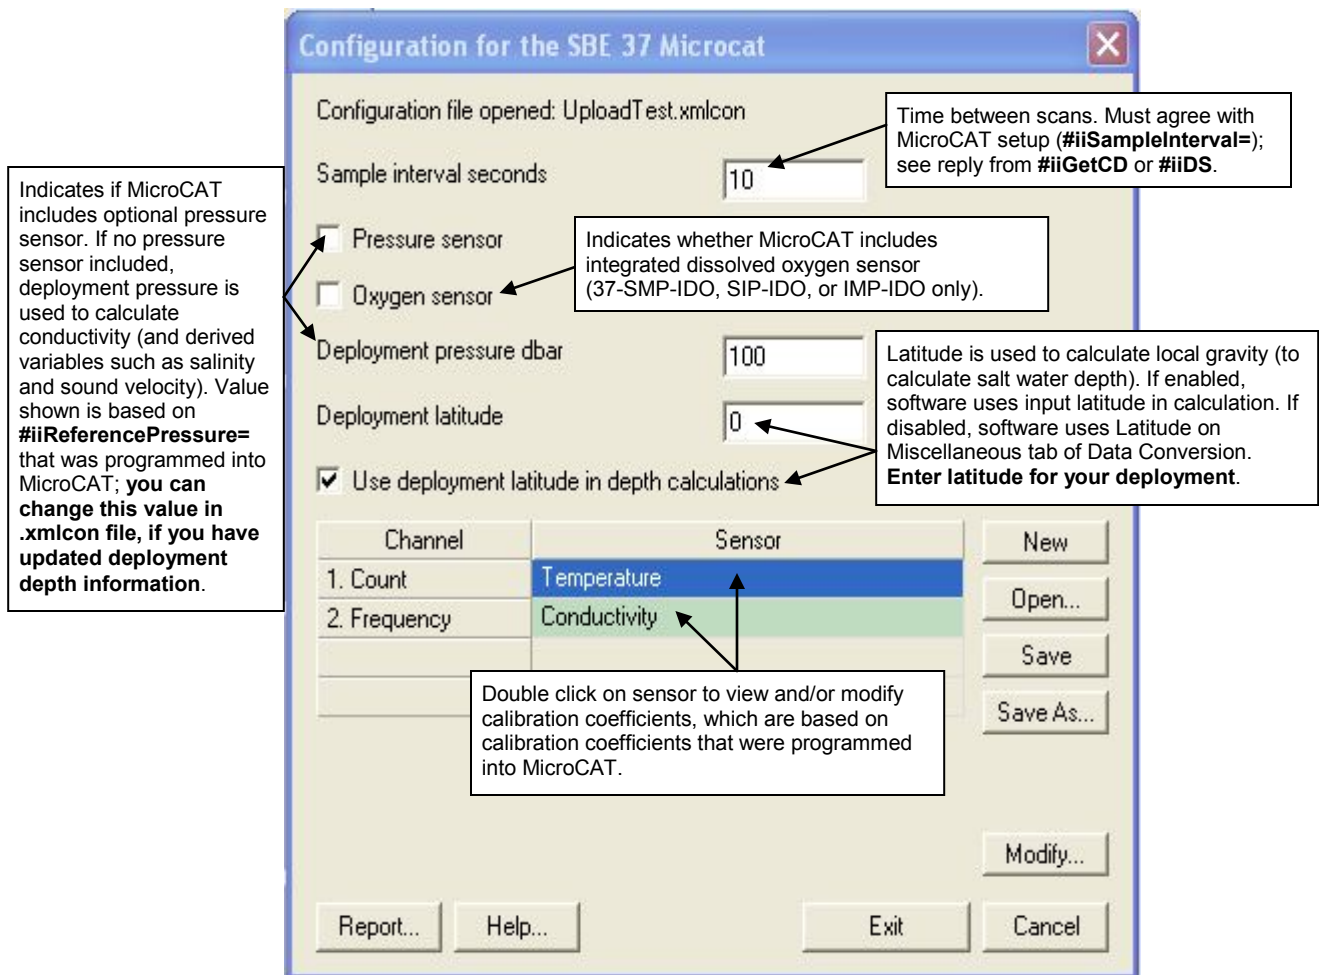 Configuration for the SBE 37 Microcat
Configuration file opened: UploadTest.xmlcon
Time between scans. Must agree with
MicroCAT setup (#iiSampleInterval=);
see reply from #iiGetCD or #iiDS.
Sample interval seconds
10
Indicates if MicroCAT
includes optional pressure
sensor. If no pressure
sensor included,
deployment pressure is
used to calculate
conductivity (and derived
variables such as salinity
and sound velocity). Value
shown is based on
#iiReferencePressure=
that was programmed into
MicroCAT; you can
change this value in
.xmlcon file, if you have
updated deployment
depth information.
Pressure sensor
Indicates whether MicroCAT includes
integrated dissolved oxygen sensor
(37-SMP-IDO, SIP-IDO, or IMP-IDO only).
Oxygen sensor
Deployment pressure dbar
100
Latitude is used to calculate local gravity (to
calculate salt water depth). If enabled,
software uses input latitude in calculation. If
disabled, software uses Latitude on
Miscellaneous tab of Data Conversion.
Enter latitude for your deployment.
Deployment latitude
0
Use deployment latitude in depth calculations
Channel
Sensor
New
1. Count
Temperature
Open...
2. Frequency
Conductivity
Save
Save As...
Double click on sensor to view and/or modify
calibration coefficients, which are based on
calibration coefficients that were programmed
into MicroCAT.
Modify...
Report...
Help...
Exit
Cancel